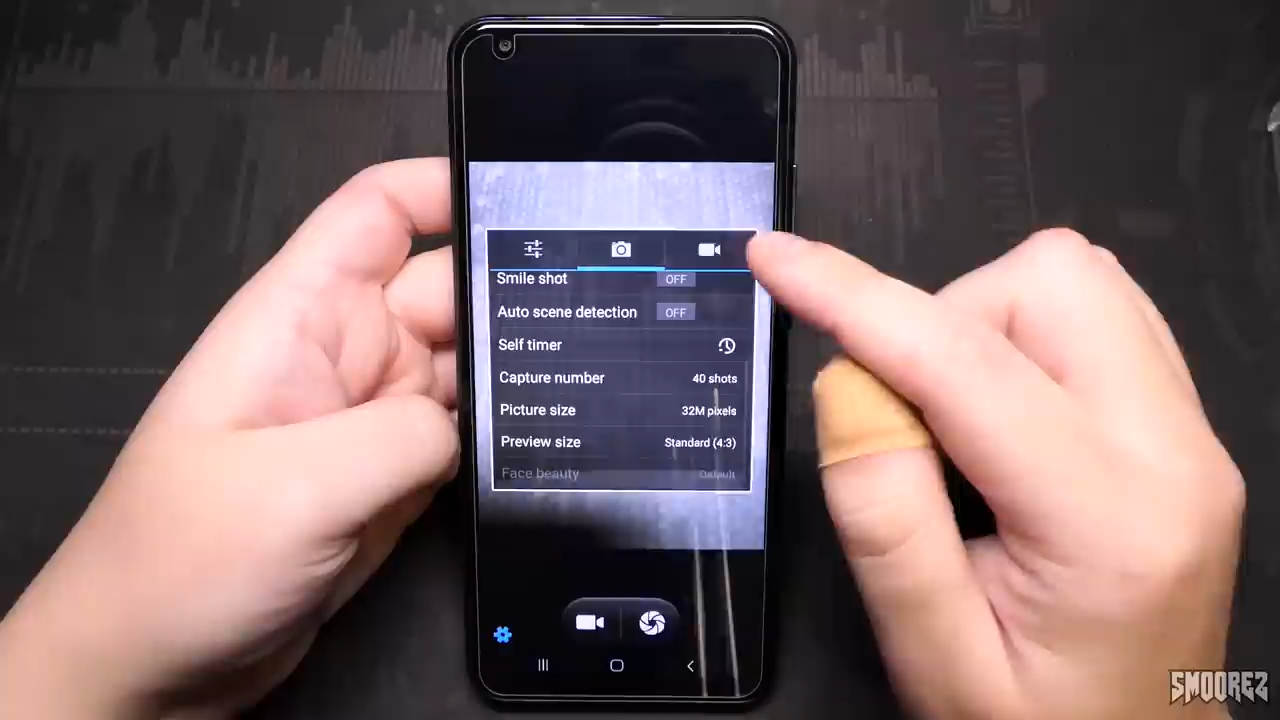 Smile shot OFF
Auto scene detection OFF
Self timer
Capture number 40 shots
Picture size 32M pixels
Preview size Standard (4:3)
Face beauty Default
SMOOREZ